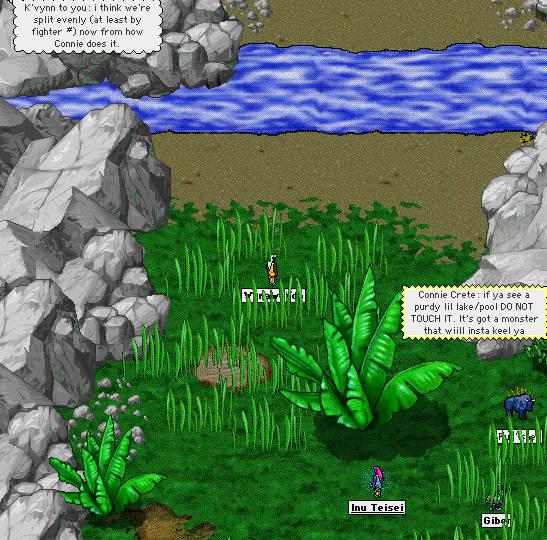 K'vynn to you: i think we're
split evenly (at least by
fighter #) now from how
Connie does it.
Connie Crete: if ya see a
purdy lil lake/pool DO NOT
TOUCH IT. It's got a monster
that wiill insta keel ya
Inu Teisei